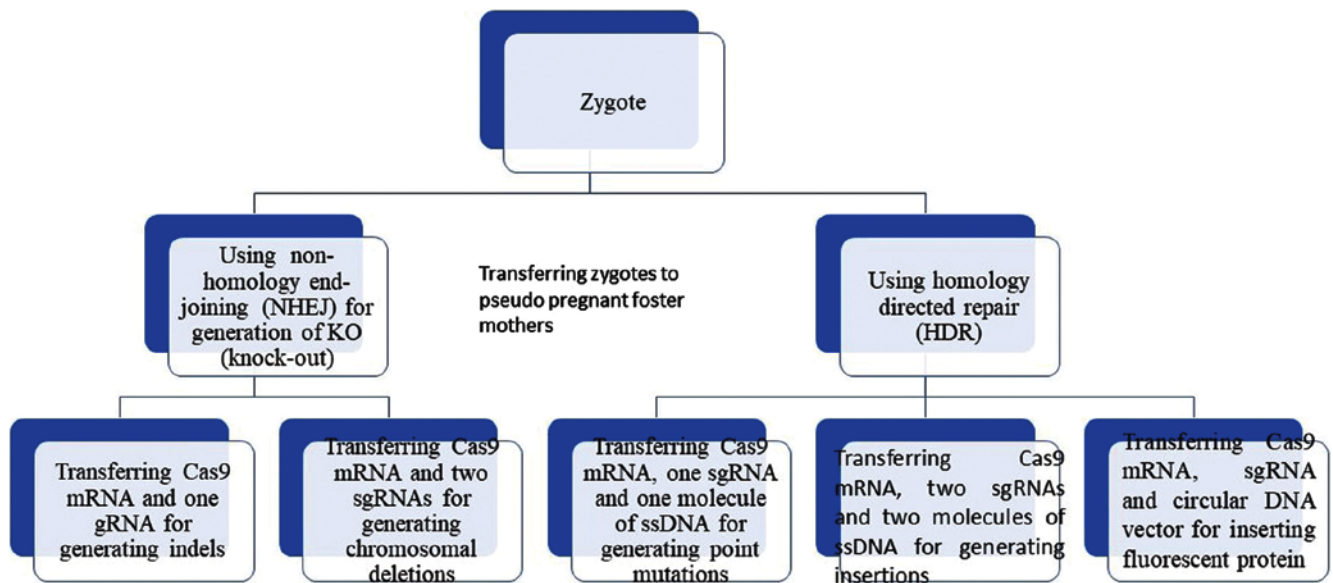 Zygote
Using non-
homology end-
joining (NHEJ) for
generation of KO
(knock-out)
Transferring zygotes to
pseudo pregnant foster
mothers
Using homology
directed repair
(HDR)
Transferring Cas9
mRNA and one
gRNA for
generating indels
Transferring Cas9
mRNA and two
sgRNAs for
generating
chromosomal
deletions
Transferring Cas9
mRNA, one sgRNA
and one molecule
of ssDNA for
generating point
mutations
Transferring Cas9
mRNA, two sgRNAs
and two molecules of
ssDNA for generating
insertions
Transferring Cas9
mRNA, sgRNA
and circular DNA
vector for inserting
fluorescent protein